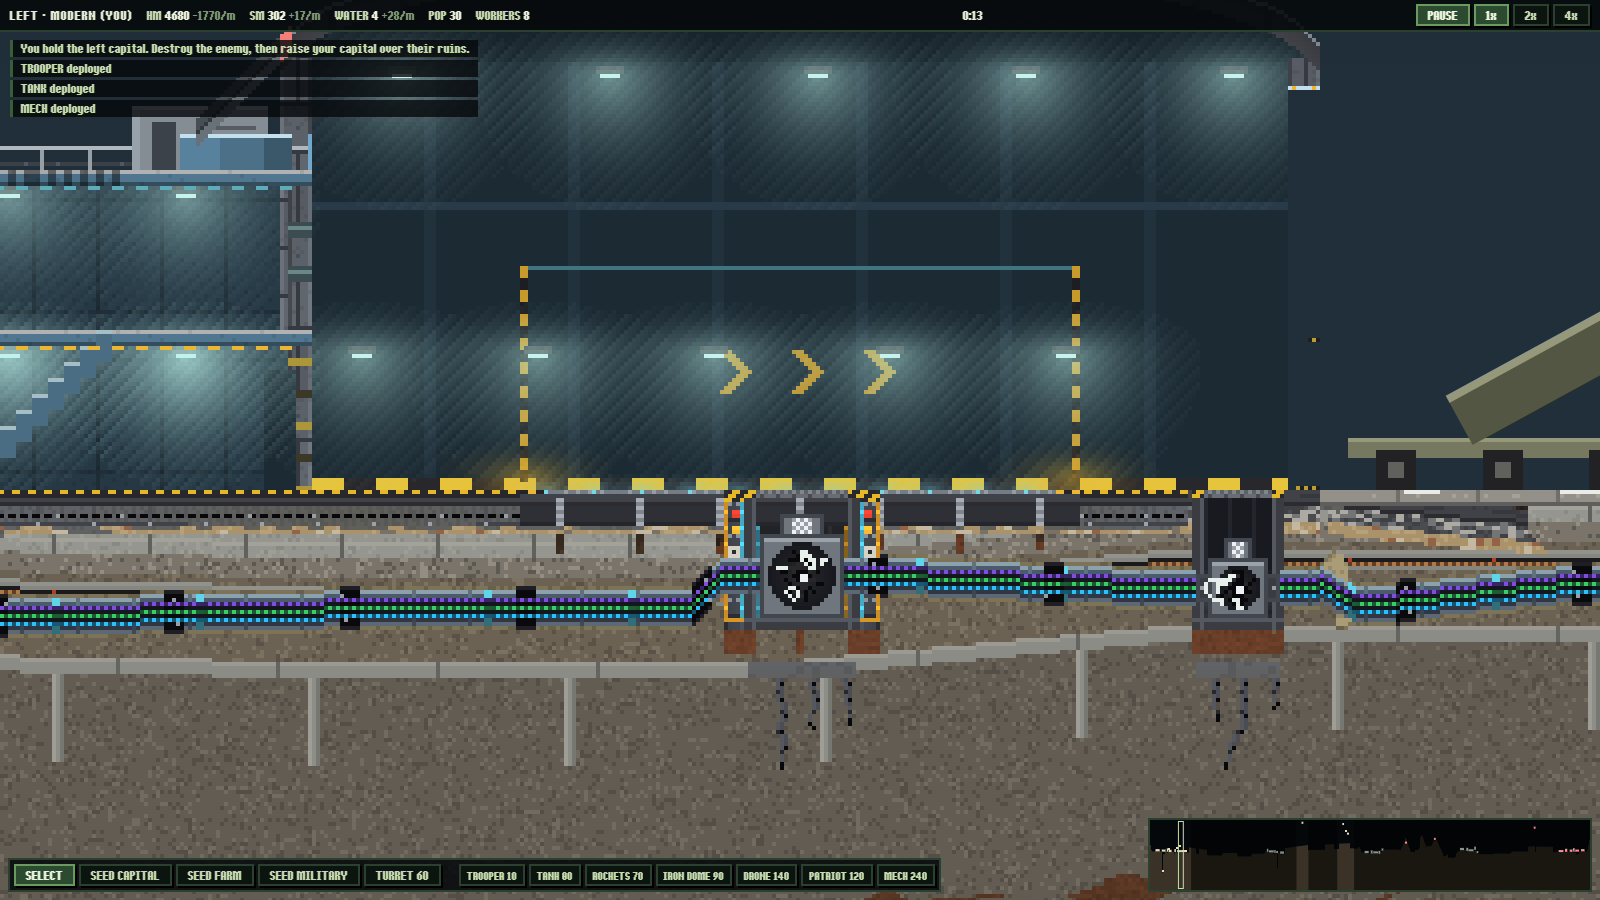 LEFT · MODERN (YOU) HM 4680 -1770/m SM 302 +17/m WATER 4 +28/m POP 30 WORKERS 8 0:13 PAUSE 1x 2x 4x
You hold the left capital. Destroy the enemy, then raise your capital over their ruins.
TROOPER deployed
TANK deployed
MECH deployed
SELECT SEED CAPITAL SEED FARM SEED MILITARY TURRET 60 TROOPER 10 TANK 80 ROCKETS 70 IRON DOME 90 DRONE 140 PATRIOT 120 MECH 240